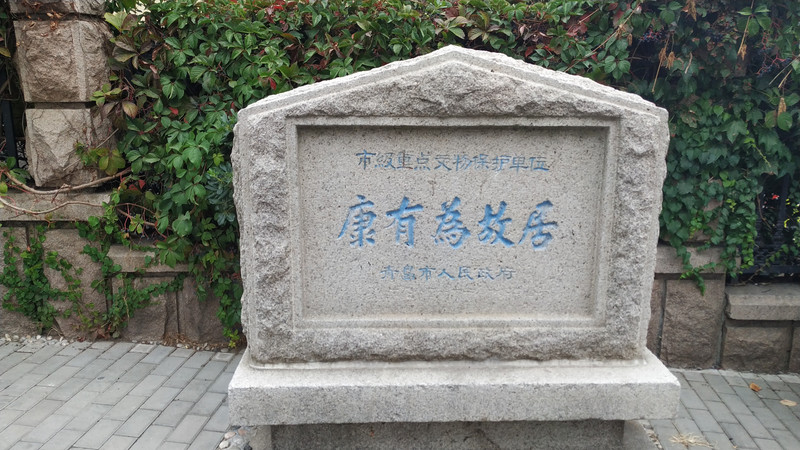 市级重点文物保护单位
康有為故居
青岛市人民政府